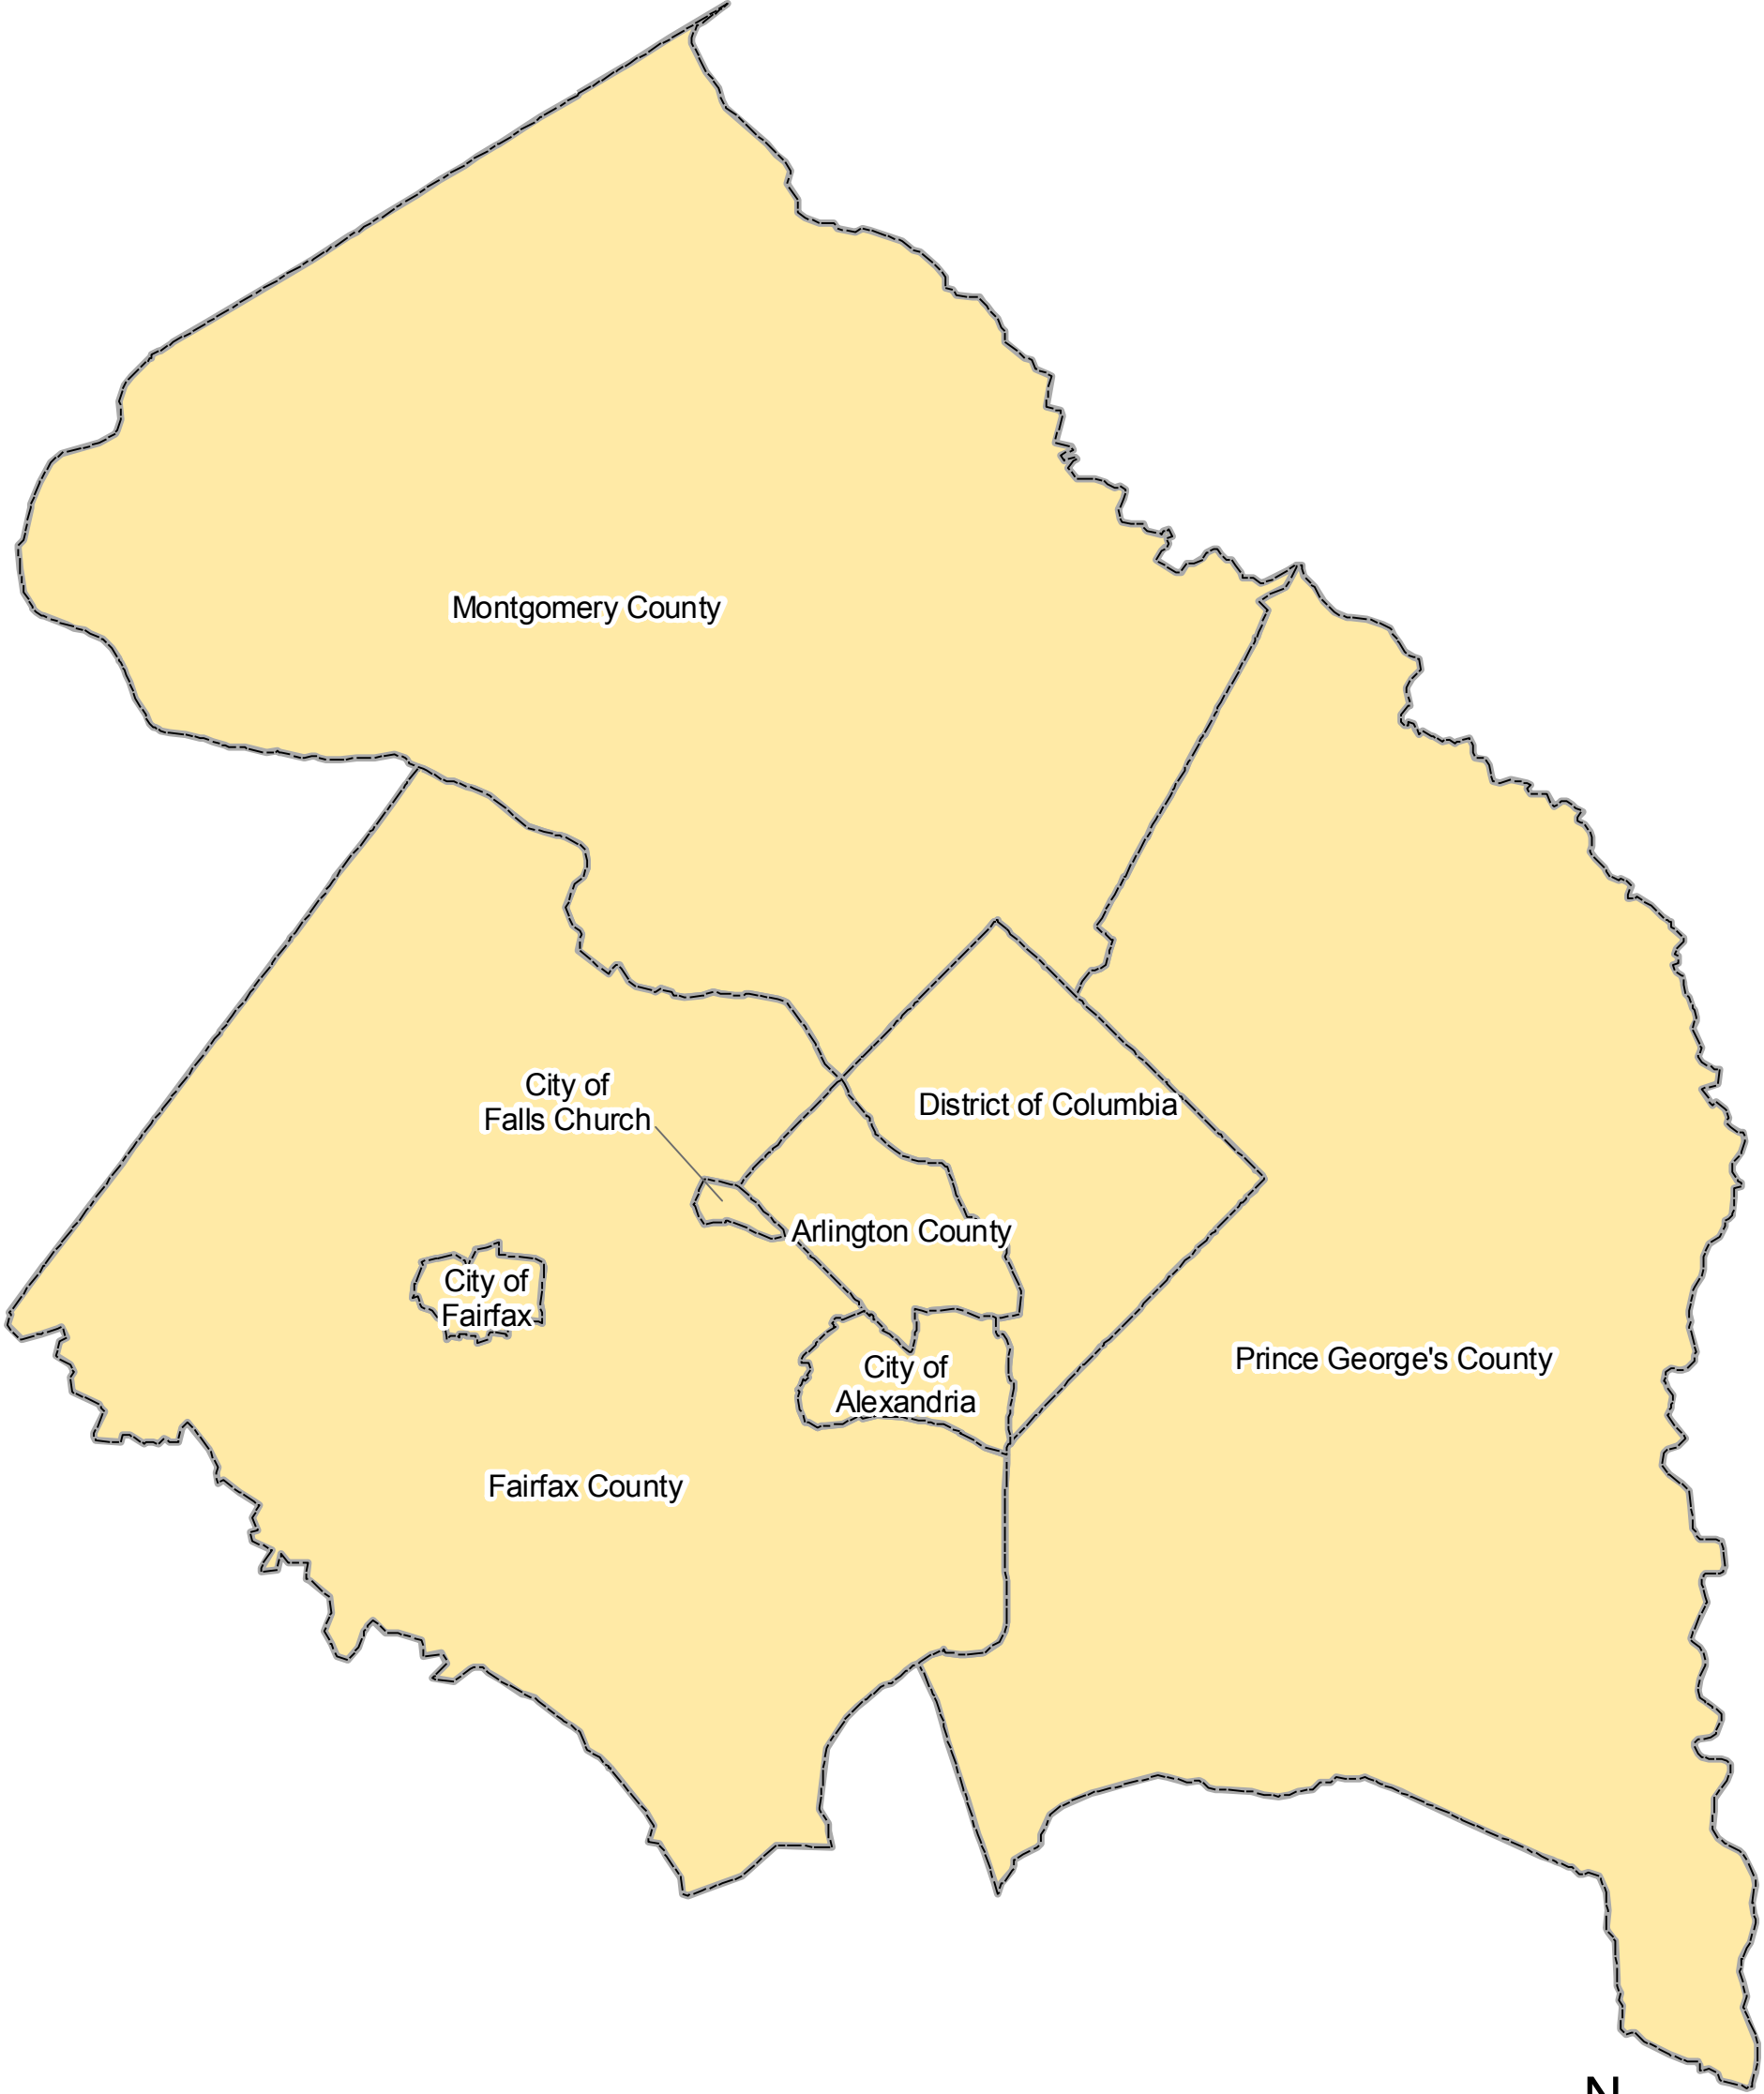 Montgomery County
City of
Falls Church
District of Columbia
Arlington County
City of
Fairfax
Prince George's County
City of
Alexandria
Fairfax County
N